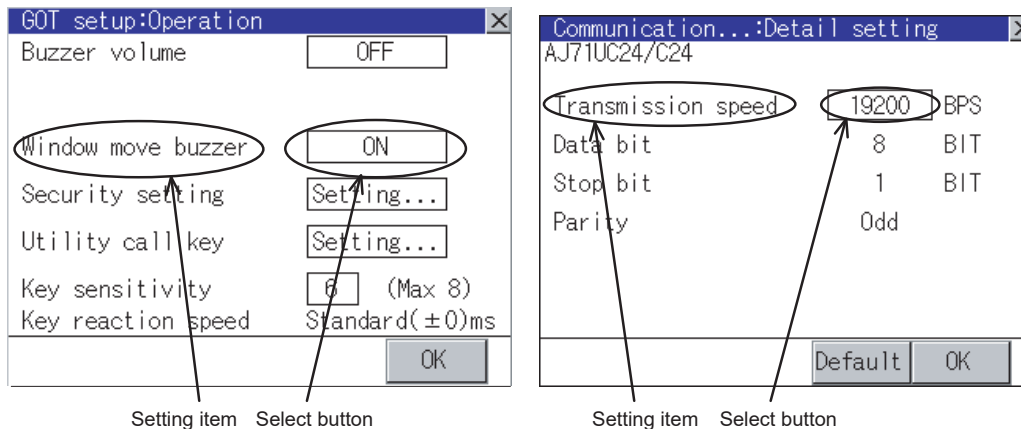 GOT setup:Operation
Buzzer volume OFF
Window move buzzer ON
Security setting Setting...
Utility call key Setting...
Key sensitivity 6 (Max 8)
Key reaction speed Standard(±0)ms
OK
Setting item Select button
Communication...:Detail setting
AJ71UC24/C24
Transmission speed 19200 BPS
Data bit 8 BIT
Stop bit 1 BIT
Parity Odd
Default OK
Setting item Select button